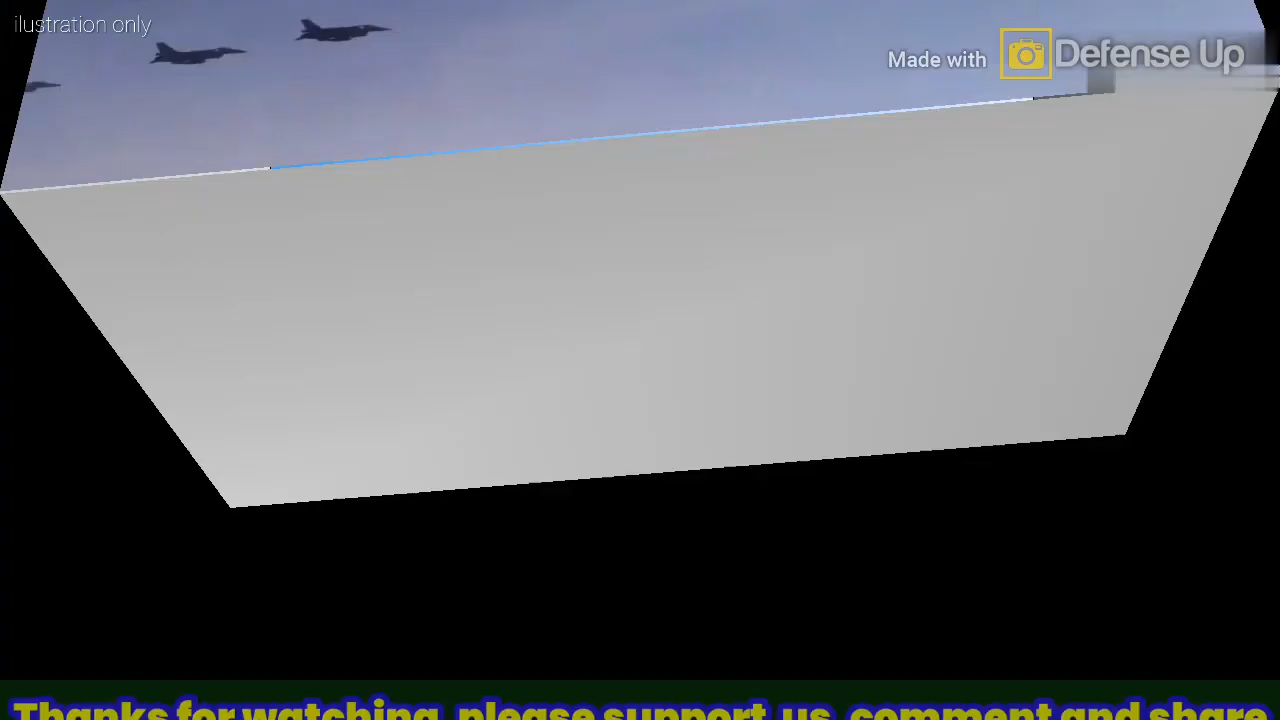 ilustration only
Made with Defense Up
Thanks for watching, please support us, comment and share